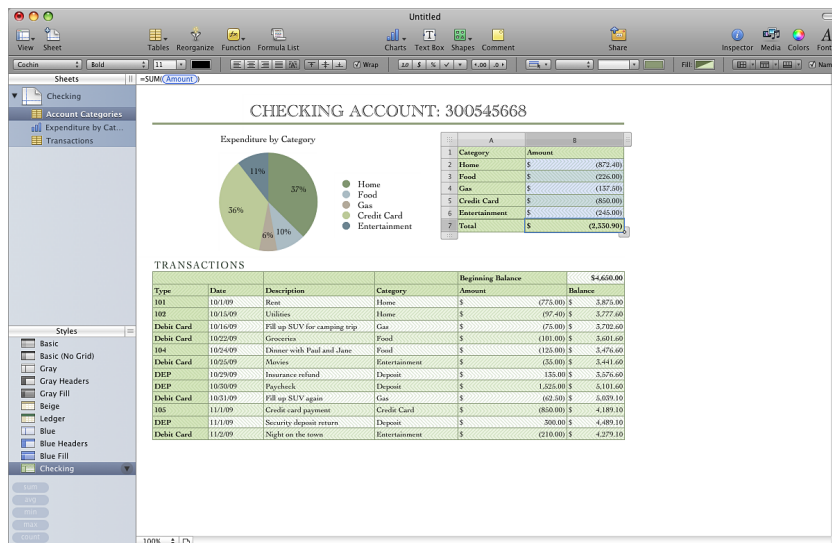 Untitled
View Sheet Tables Reorganize Function Formula List Charts Text Box Shapes Comment Share Inspector Media Colors Font
Cochin Bold 11 Wrap Fill
Sheets =SUM(Amount)
Checking
Account Categories
Expenditure by Cat...
Transactions
CHECKING ACCOUNT: 300545668
Expenditure by Category
37%
10%
6%
36%
11%
Home
Food
Gas
Credit Card
Entertainment
A B
1 Category Amount
2 Home $ (872.40)
3 Food $ (226.00)
4 Gas $ (137.50)
5 Credit Card $ (850.00)
6 Entertainment $ (245.00)
7 Total $ (2,330.90)
TRANSACTIONS
Beginning Balance $4,650.00
Type Date Description Category Amount Balance
101 10/1/09 Rent Home $ (775.00) $ 3,875.00
102 10/15/09 Utilities Home $ (97.40) $ 3,777.60
Debit Card 10/16/09 Fill up SUV for camping trip Gas $ (75.00) $ 3,702.60
Debit Card 10/22/09 Groceries Food $ (101.00) $ 3,601.60
104 10/24/09 Dinner with Paul and Jane Food $ (125.00) $ 3,476.60
Debit Card 10/25/09 Movies Entertainment $ (35.00) $ 3,441.60
DEP 10/29/09 Insurance refund Deposit $ 135.00 $ 3,576.60
DEP 10/30/09 Paycheck Deposit $ 1,525.00 $ 5,101.60
Debit Card 10/31/09 Fill up SUV again Gas $ (62.50) $ 5,039.10
105 11/1/09 Credit card payment Credit Card $ (850.00) $ 4,189.10
DEP 11/1/09 Security deposit return Deposit $ 300.00 $ 4,489.10
Debit Card 11/2/09 Night on the town Entertainment $ (210.00) $ 4,279.10
Styles
Basic
Basic (No Grid)
Gray
Gray Headers
Gray Fill
Beige
Ledger
Blue
Blue Headers
Blue Fill
Checking
sum
avg
min
max
count
100%